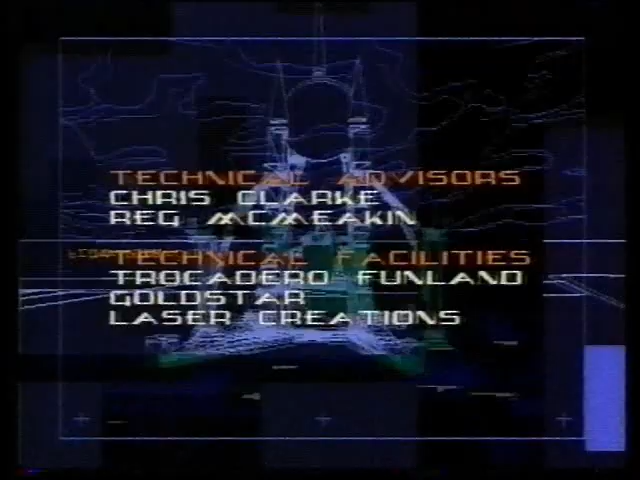 TECHNICAL ADVISORS
CHRIS CLARKE
REG MCMEAKIN
TECHNICAL FACILITIES
TROCADERO FUNLAND
GOLDSTAR
LASER CREATIONS